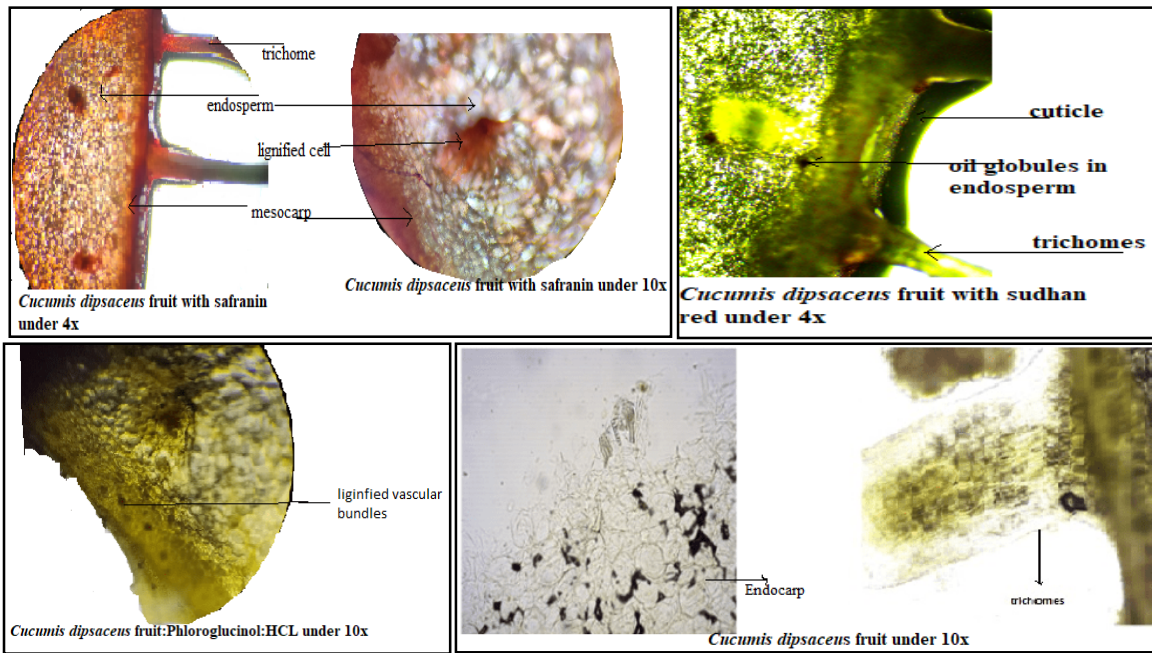 trichome
endosperm
lignified cell
mesocarp
Cucumis dipsaceus fruit with safranin
under 4x
Cucumis dipsaceus fruit with safranin under 10x
cuticle
oil globules in
endosperm
trichomes
Cucumis dipsaceus fruit with sudhan
red under 4x
liginfied vascular
bundles
Cucumis dipsaceus fruit:Phloroglucinol:HCL under 10x
Endocarp
trichiomes
Cucumis dipsaceus fruit under 10x